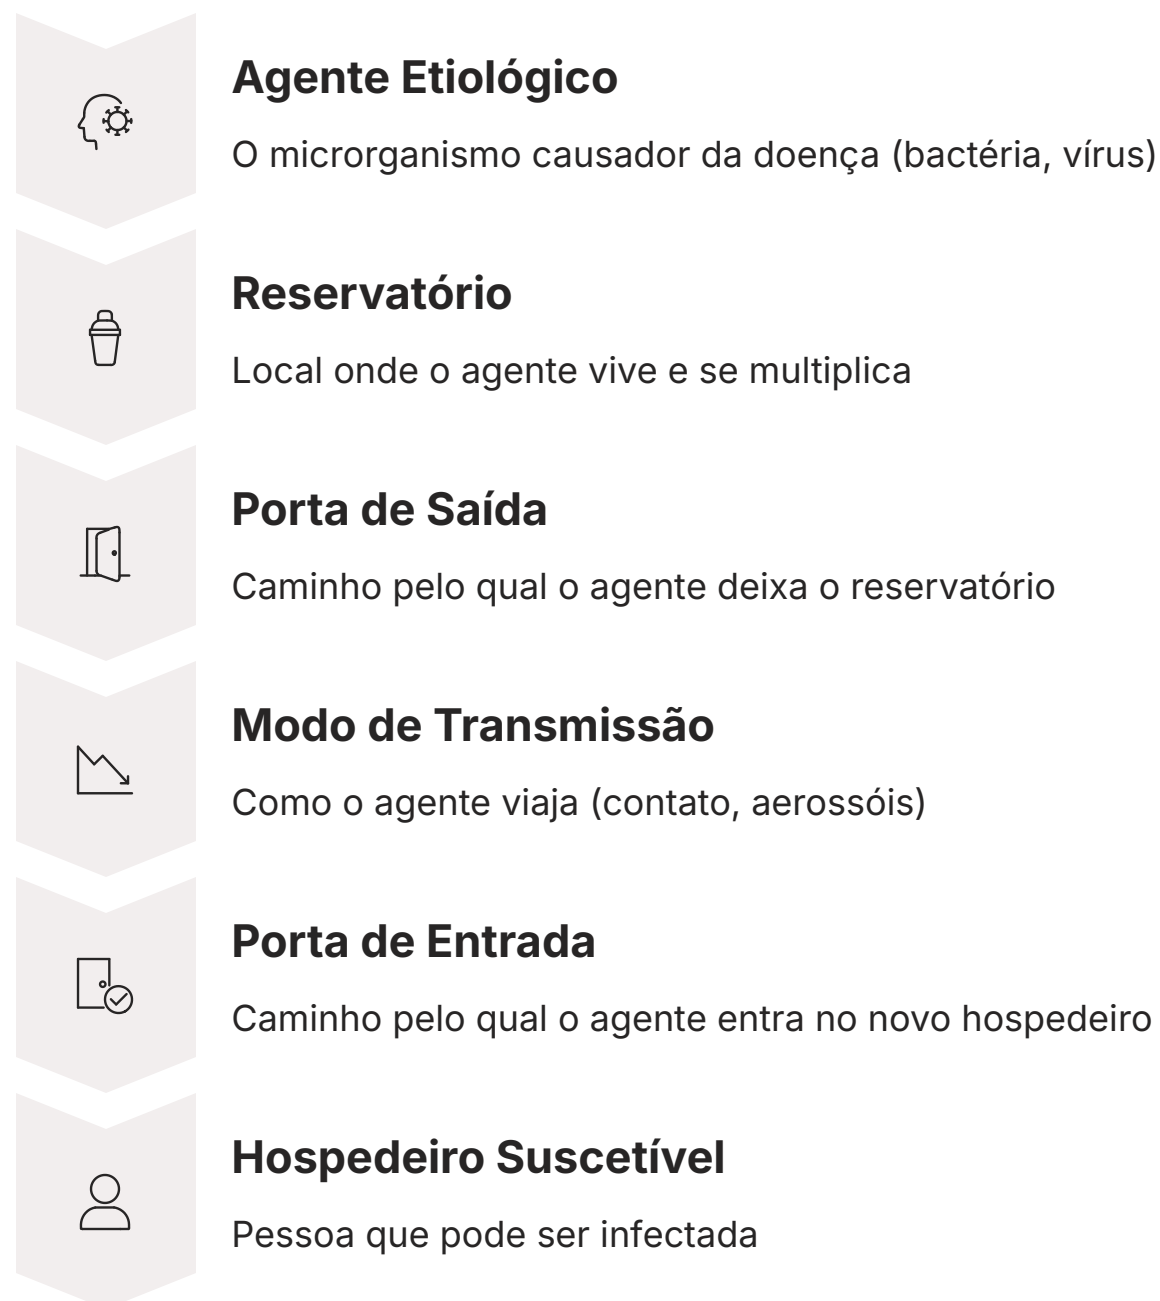 Agente Etiológico
O microrganismo causador da doença (bactéria, vírus)
Reservatório
Local onde o agente vive e se multiplica
Porta de Saída
Caminho pelo qual o agente deixa o reservatório
Modo de Transmissão
Como o agente viaja (contato, aerossóis)
Porta de Entrada
Caminho pelo qual o agente entra no novo hospedeiro
Hospedeiro Suscetível
Pessoa que pode ser infectada